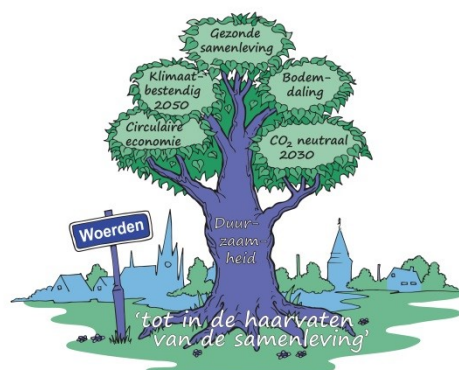 Gezonde
samenleving
Klimaat-
bestendig
2050
Bodem-
daling
Circulaire
economie
CO₂ neutraal
2030
Woerden
Duur-
zaam-
heid
'tot in de haarvaten
van de samenleving'